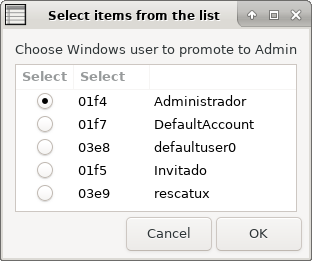 Select items from the list
Choose Windows user to promote to Admin
Select Select
01f4 Administrador
01f7 DefaultAccount
03e8 defaultuser0
01f5 Invitado
03e9 rescatux
Cancel OK